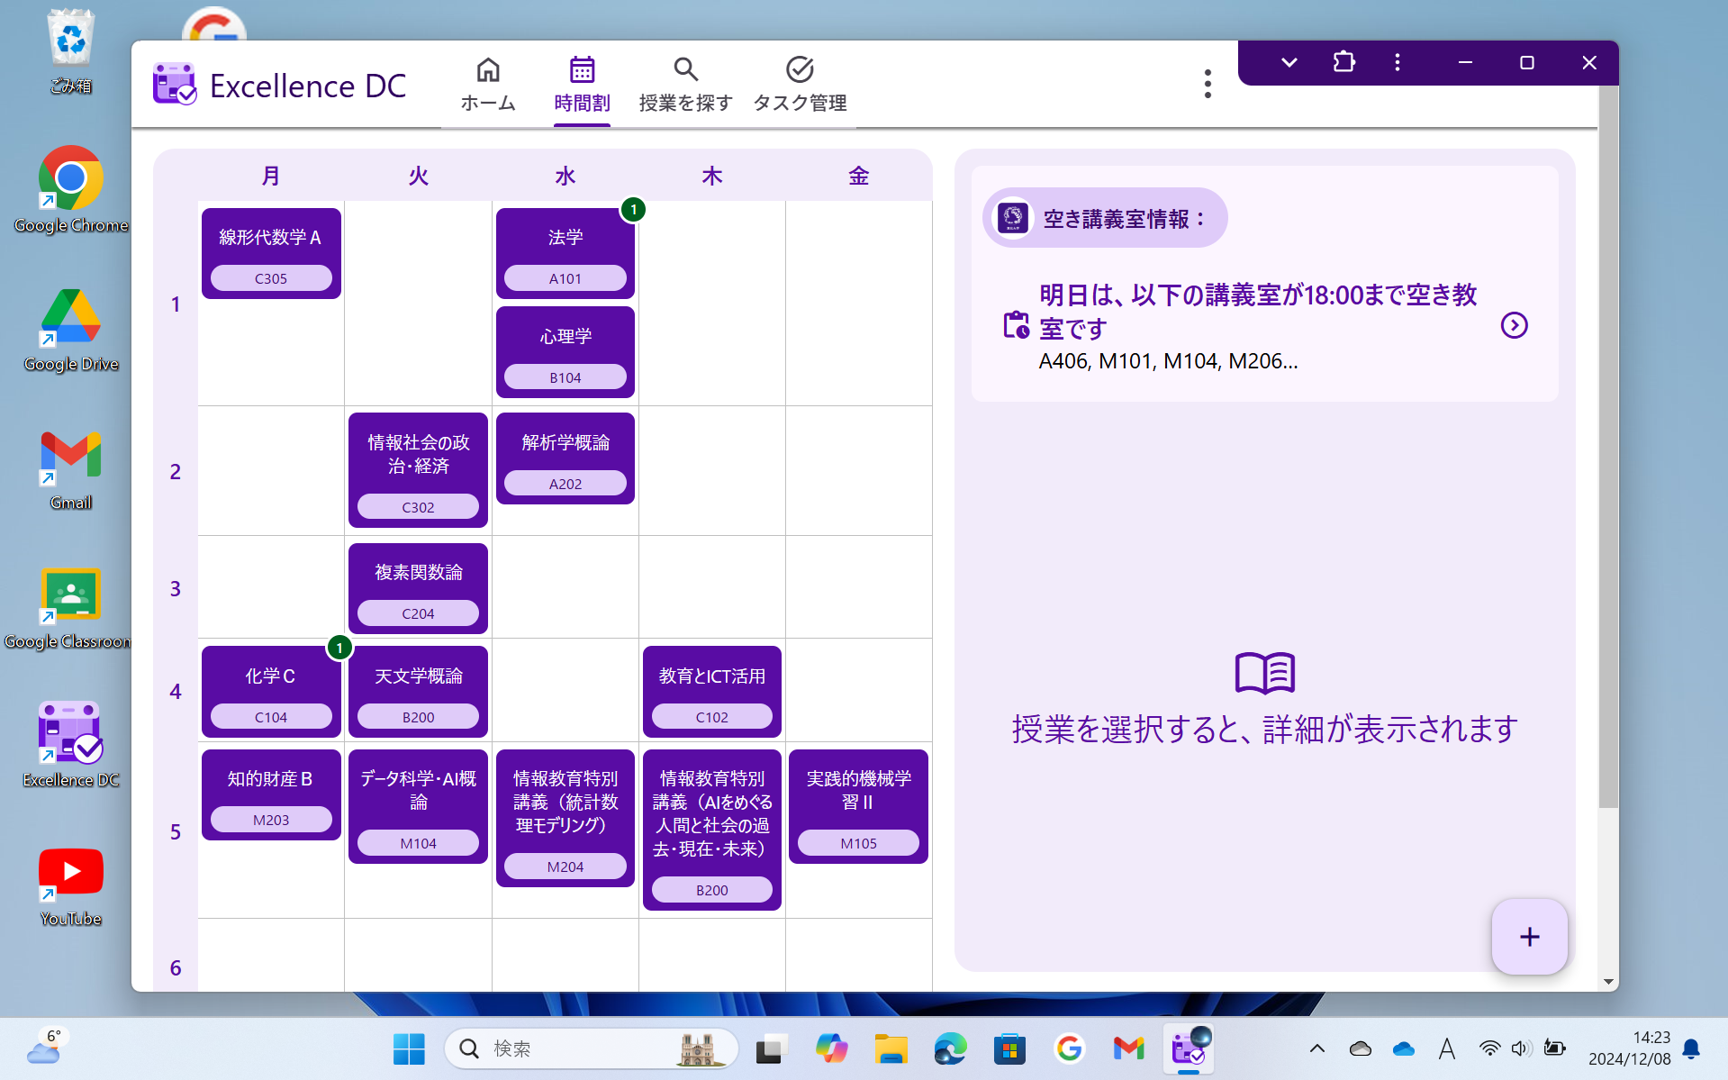 ごみ箱
Google Chrome
Google Drive
Gmail
Google Classroom
Excellence DC
YouTube
Excellence DC
ホーム
時間割
授業を探す
タスク管理
月 火 水 木 金
1
線形代数学A
C305
1
法学
A101
心理学
B104
2
情報社会の政
治・経済
C302
解析学概論
A202
3
複素関数論
C204
4
1
化学C
C104
天文学概論
B200
教育とICT活用
C102
5
知的財産B
M203
データ科学・AI概
論
M104
情報教育特別
講義（統計数
理モデリング）
M204
情報教育特別
講義（AIをめぐる
人間と社会の過
去・現在・未来）
B200
実践的機械学
習II
M105
6
空き講義室情報：
明日は、以下の講義室が18:00まで空き教
室です
A406, M101, M104, M206...
授業を選択すると、詳細が表示されます
+
6°
検索
A
14:23
2024/12/08